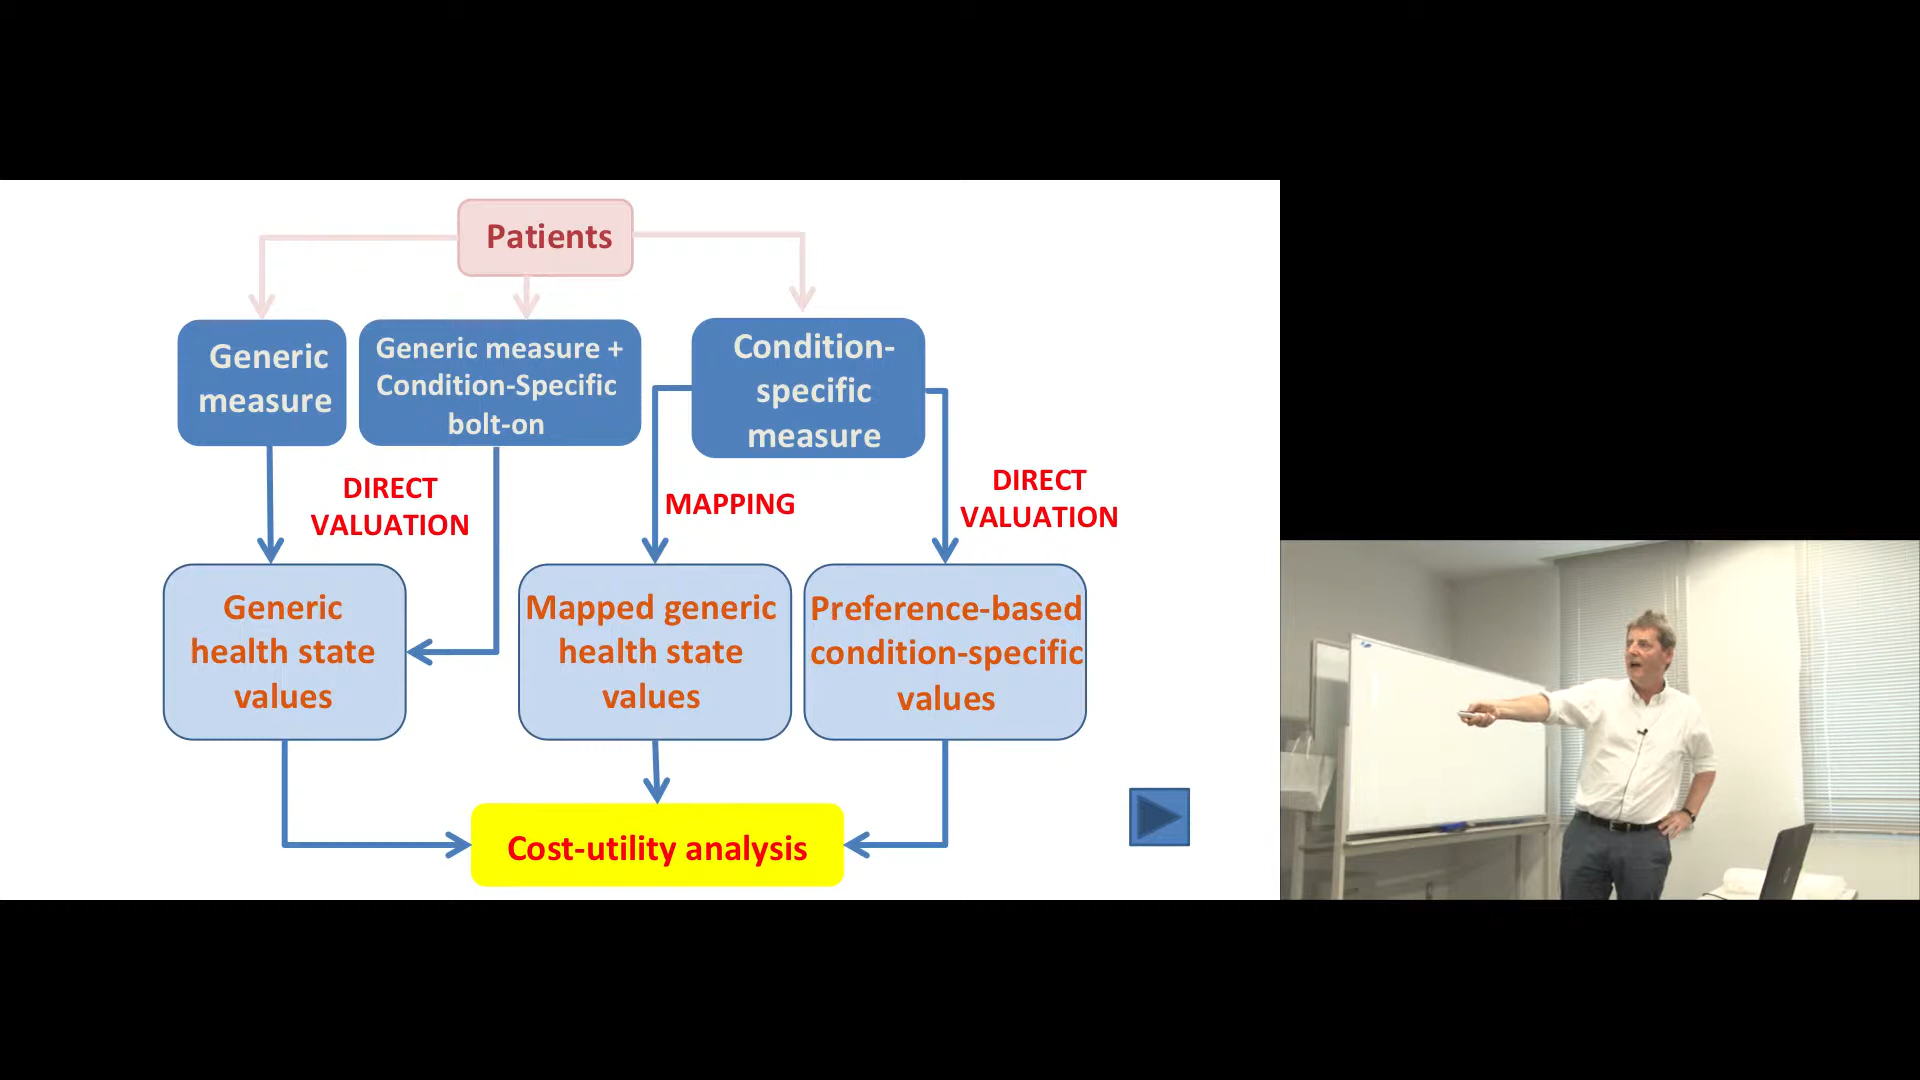 Patients
Generic
measure
Generic measure +
Condition-Specific
bolt-on
Condition-
specific
measure
DIRECT
VALUATION
MAPPING
DIRECT
VALUATION
Generic
health state
values
Mapped generic
health state
values
Preference-based
condition-specific
values
Cost-utility analysis